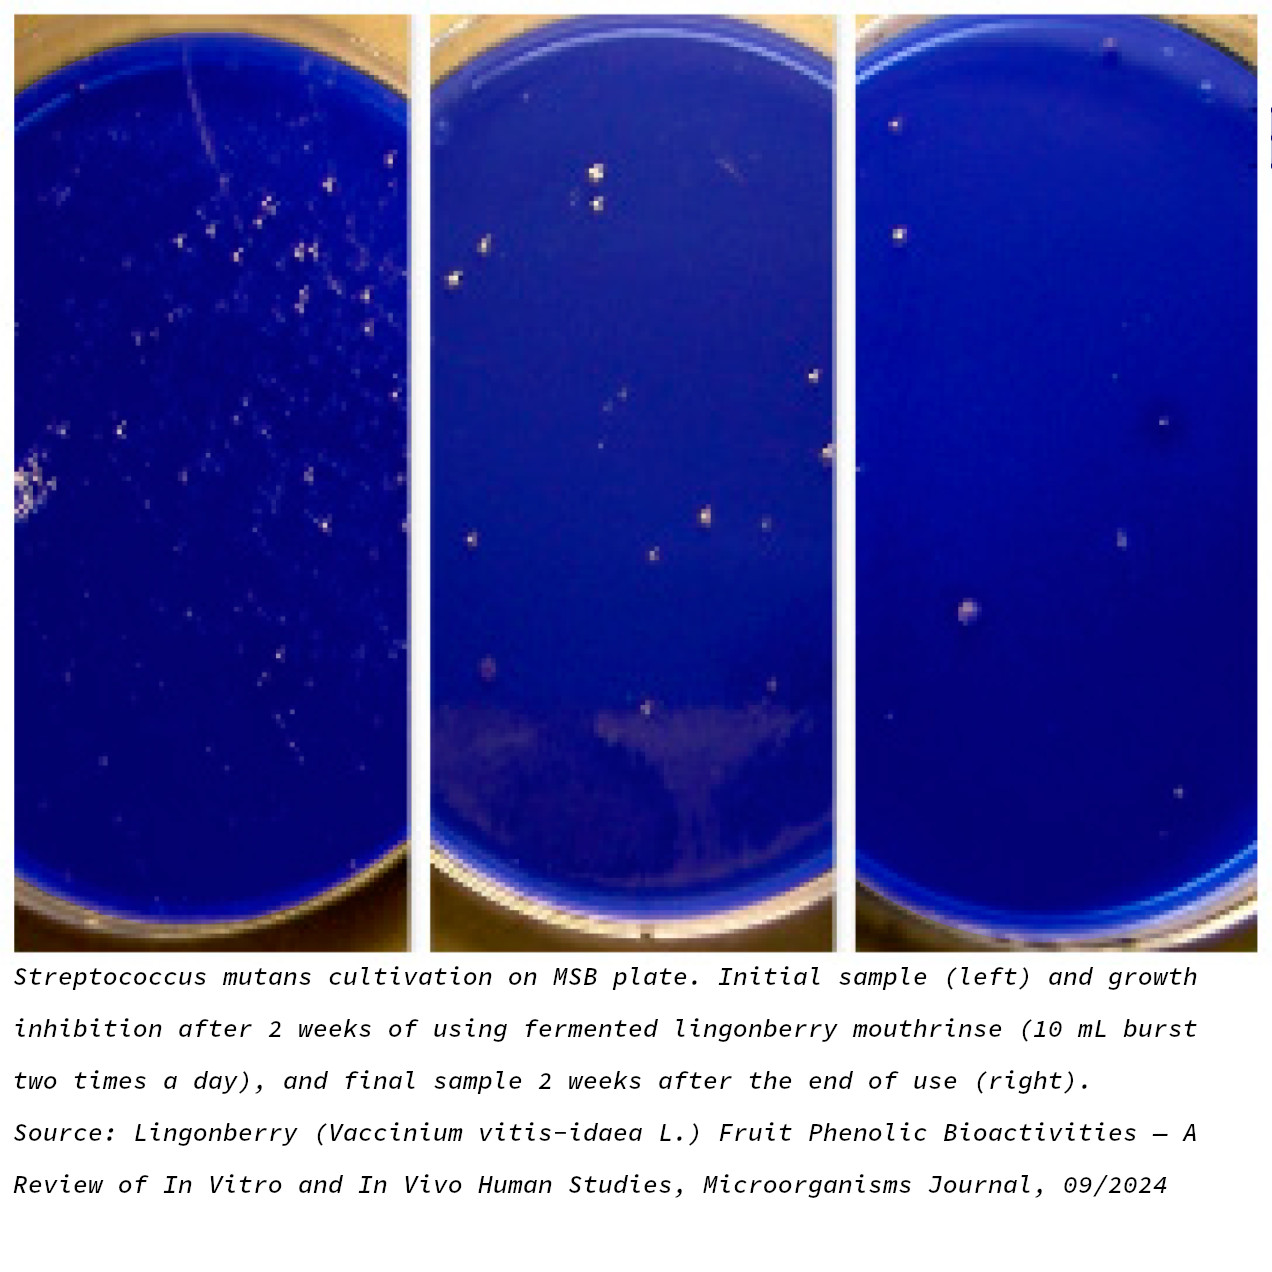 Streptococcus mutans cultivation on MSB plate. Initial sample (left) and growth
inhibition after 2 weeks of using fermented lingonberry mouthrinse (10 mL burst
two times a day), and final sample 2 weeks after the end of use (right).
Source: Lingonberry (Vaccinium vitis-idaea L.) Fruit Phenolic Bioactivities — A
Review of In Vitro and In Vivo Human Studies, Microorganisms Journal, 09/2024